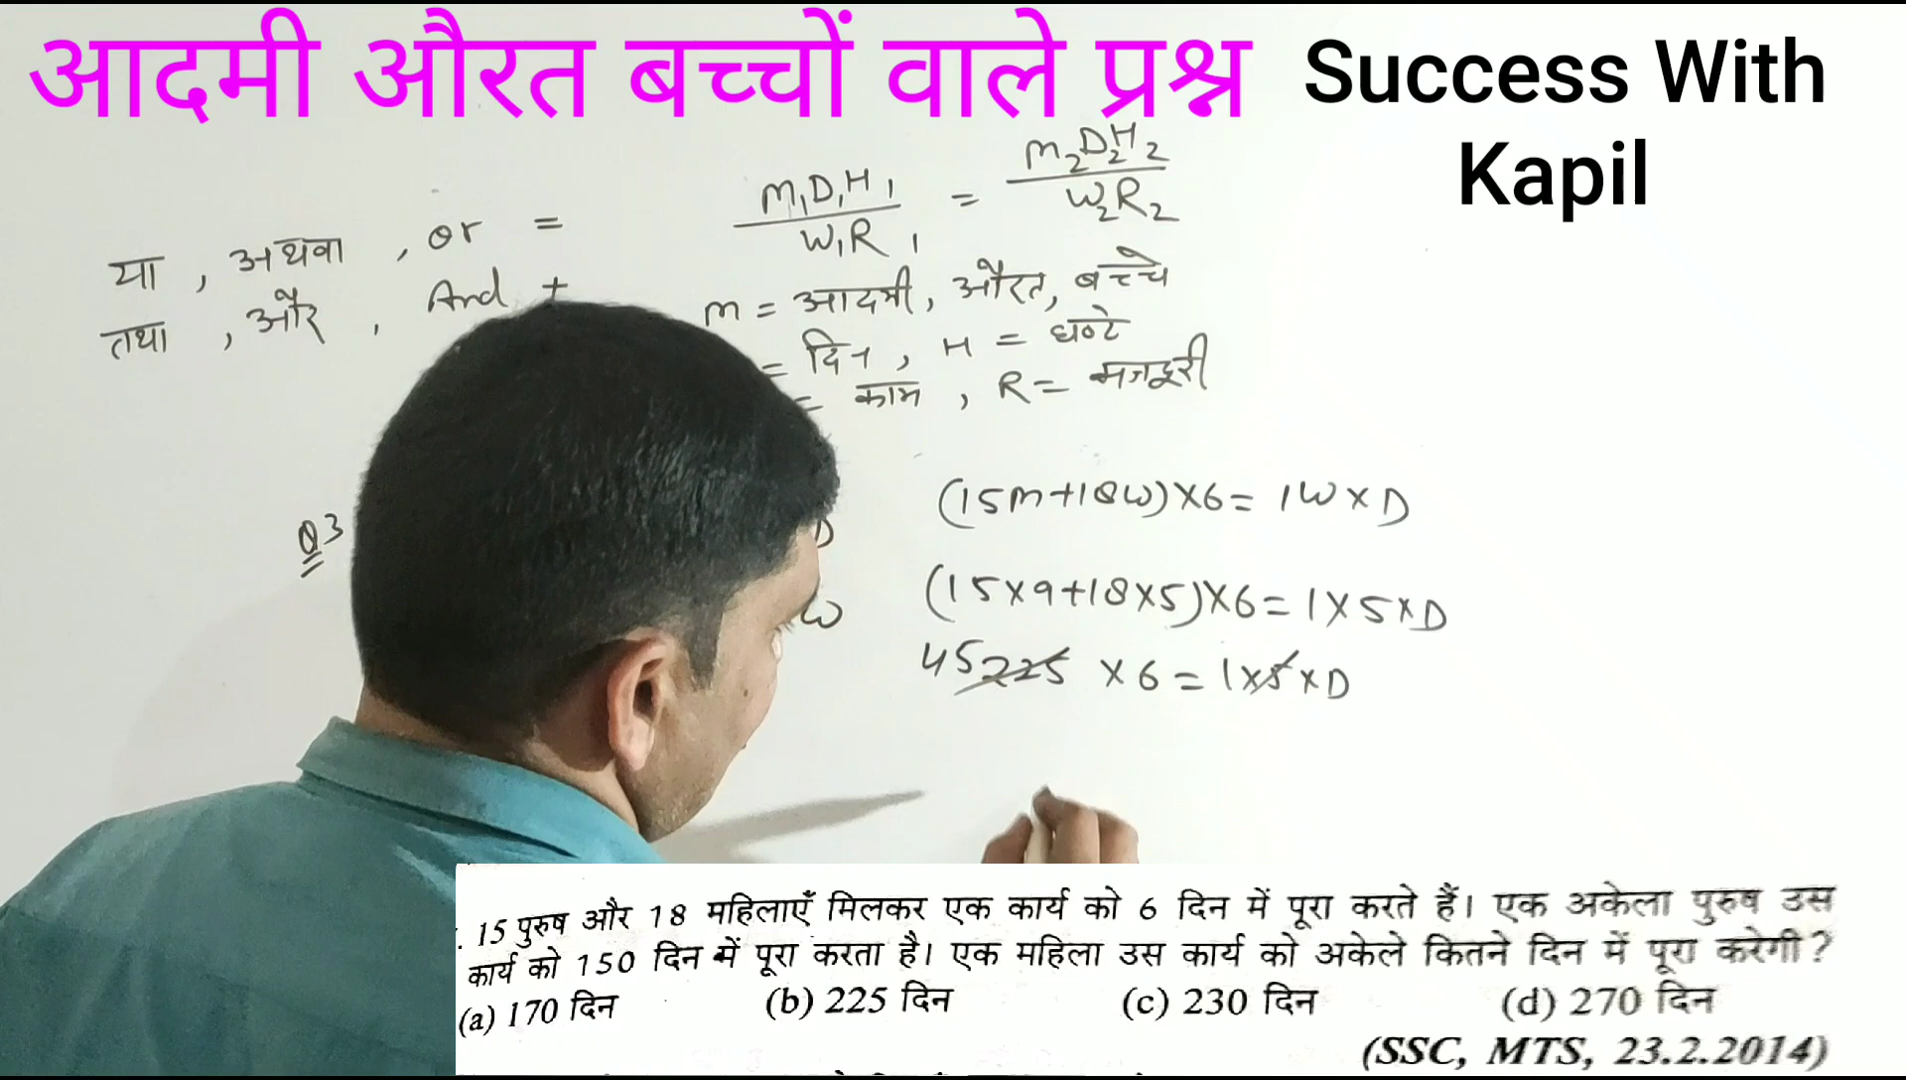 आदमी औरत बच्चों वाले प्रश्न
Success With
Kapil
या , अथवा , or =
तथा , और , And +
M₁D₁H₁ / W₁R₁ = M₂D₂H₂ / W₂R₂
m = आदमी, औरत, बच्चे
= दिन , H = घण्टे
= काम , R = मजदूरी
Q3
D
W
(15m+18W)×6= 1W×D
(15×9+18×5)×6=1×5×D
45 225 ×6=1×5×D
. 15 पुरुष और 18 महिलाएँ मिलकर एक कार्य को 6 दिन में पूरा करते हैं। एक अकेला पुरुष उस
कार्य को 150 दिन में पूरा करता है। एक महिला उस कार्य को अकेले कितने दिन में पूरा करेगी?
(a) 170 दिन (b) 225 दिन (c) 230 दिन (d) 270 दिन
(SSC, MTS, 23.2.2014)